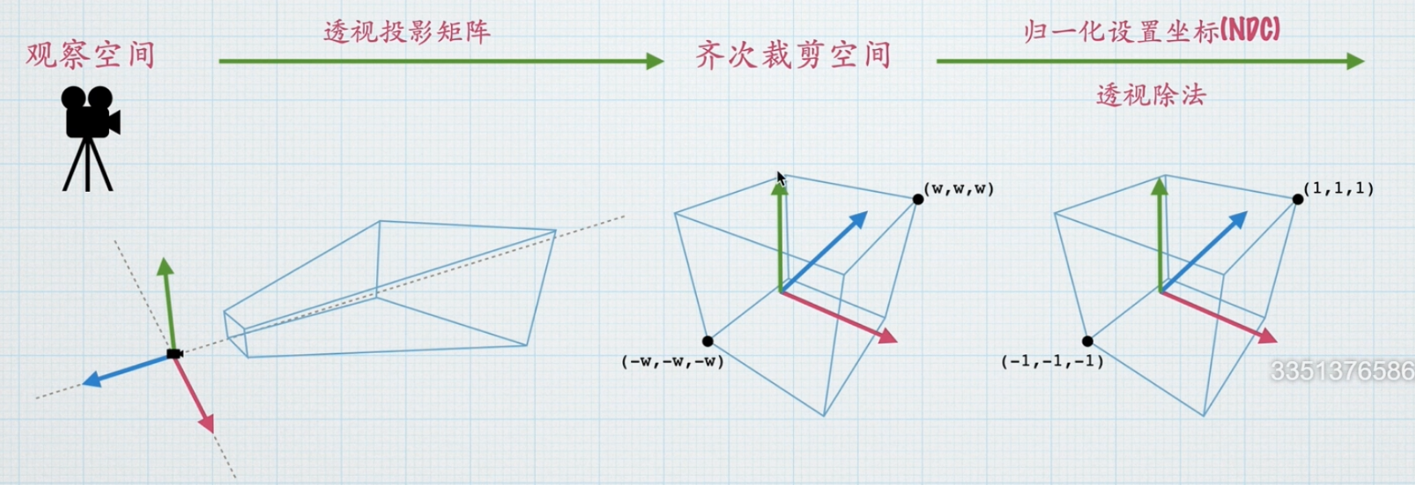 观察空间
透视投影矩阵
齐次裁剪空间
归一化设置坐标(NDC)
透视除法
(w,w,w)
(-w,-w,-w)
(1,1,1)
(-1,-1,-1)
3351376586